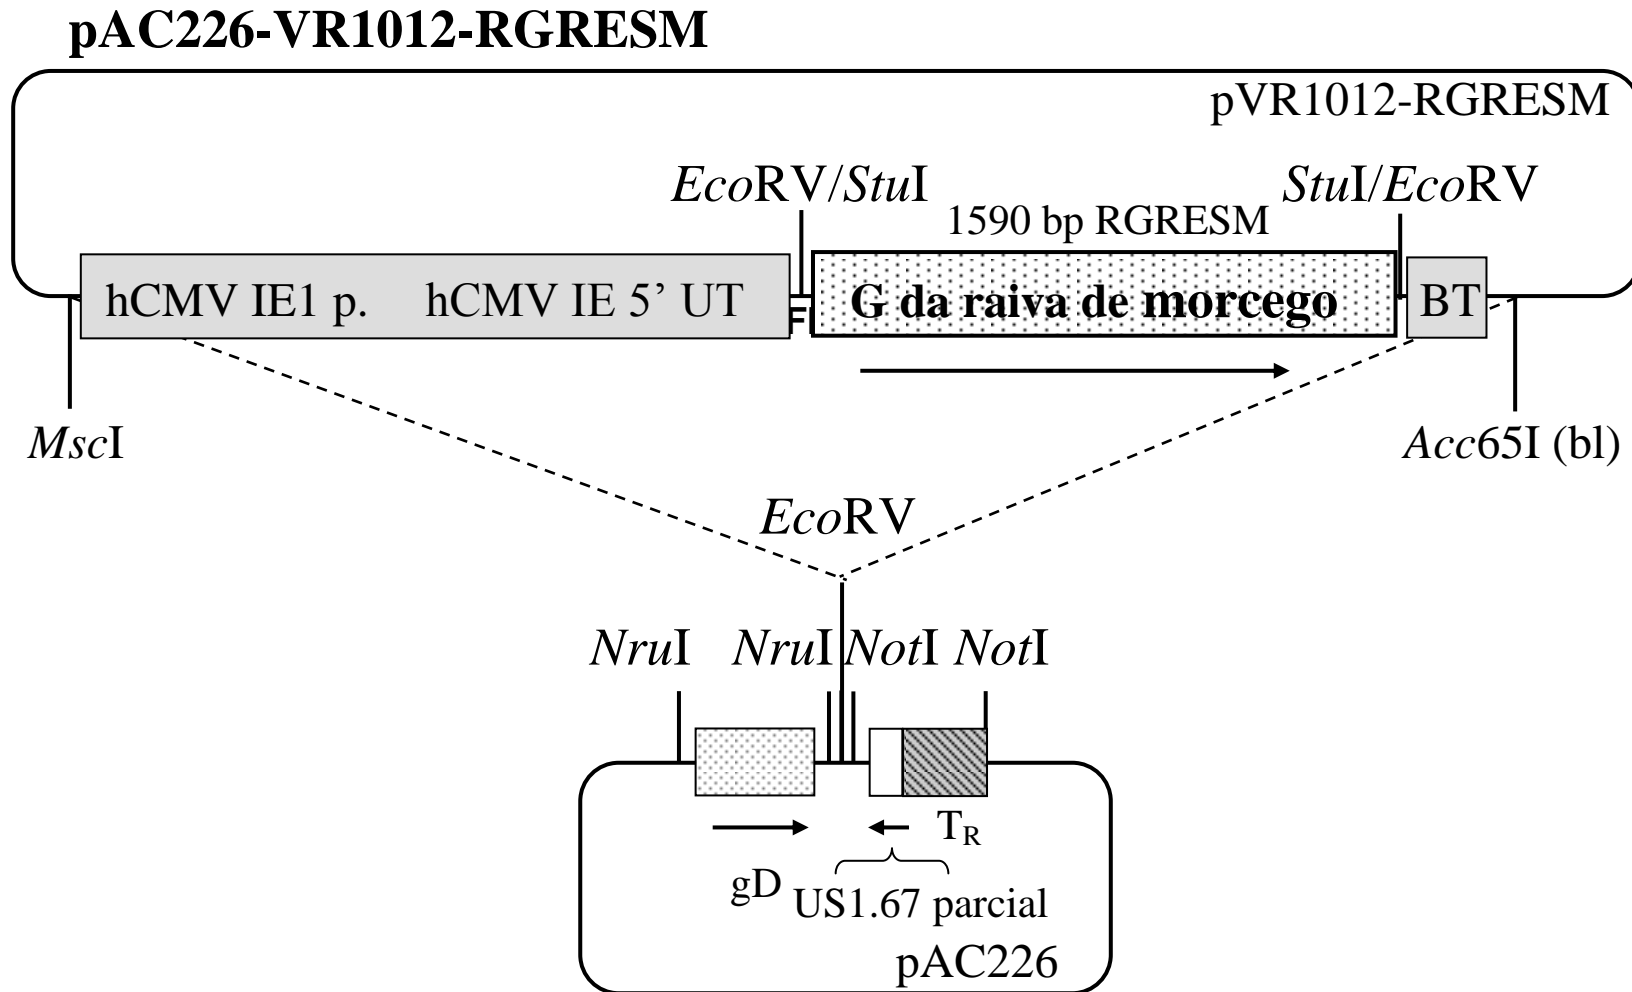 pAC226-VR1012-RGRESM
pVR1012-RGRESM
EcoRV/StuI
StuI/EcoRV
1590 bp RGRESM
hCMV IE1 p.
hCMV IE 5’ UT
G da raiva de morcego
BT
MscI
Acc65I (bl)
EcoRV
NruI
NruI
NotI
NotI
TR
gD
US1.67 parcial
pAC226